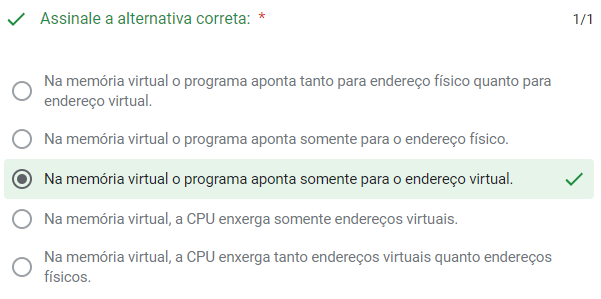 Assinale a alternativa correta: *
1/1
Na memória virtual o programa aponta tanto para endereço físico quanto para
endereço virtual.
Na memória virtual o programa aponta somente para o endereço físico.
Na memória virtual o programa aponta somente para o endereço virtual.
Na memória virtual, a CPU enxerga somente endereços virtuais.
Na memória virtual, a CPU enxerga tanto endereços virtuais quanto endereços
físicos.